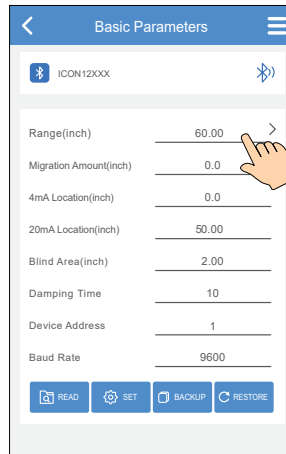 Basic Parameters
ICON12XXX
Range(inch) 60.00
Migration Amount(inch) 0.0
4mA Location(inch) 0.0
20mA Location(inch) 50.00
Blind Area(inch) 2.00
Damping Time 10
Device Address 1
Baud Rate 9600
READ SET BACKUP RESTORE